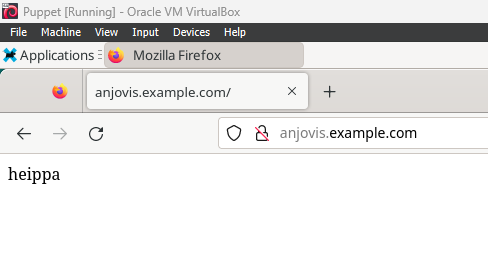 Puppet [Running] - Oracle VM VirtualBox
File Machine View Input Devices Help
Applications Mozilla Firefox
anjovis.example.com/
anjovis.example.com
heippa